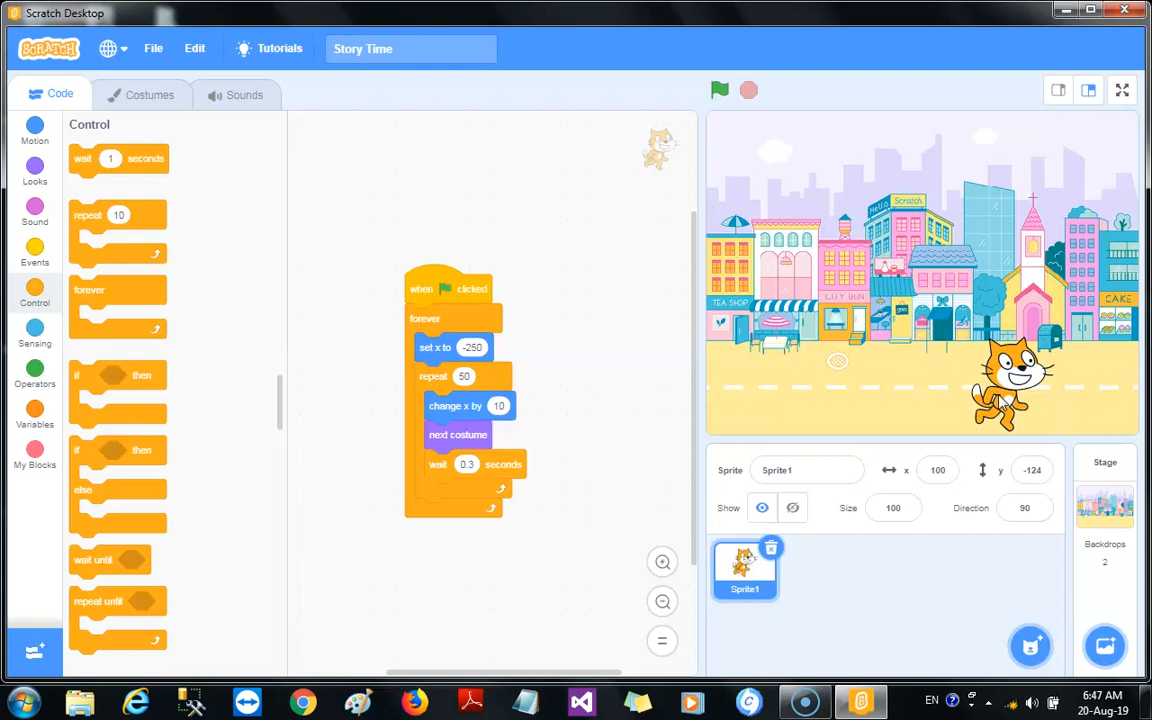 Scratch Desktop
SCRATCH File Edit Tutorials Story Time
Code Costumes Sounds
Motion
Looks
Sound
Events
Control
Sensing
Operators
Variables
My Blocks
Control
wait 1 seconds
repeat 10
forever
if then
if then
else
wait until
repeat until
when clicked
forever
set x to -250
repeat 50
change x by 10
next costume
wait 0.3 seconds
Hello Scratch
TEA SHOP
CITY BUN
CAKE
Sprite Sprite1 x 100 y -124
Show Size 100 Direction 90
Sprite1
Stage
Backdrops
2
EN
6:47 AM
20-Aug-19